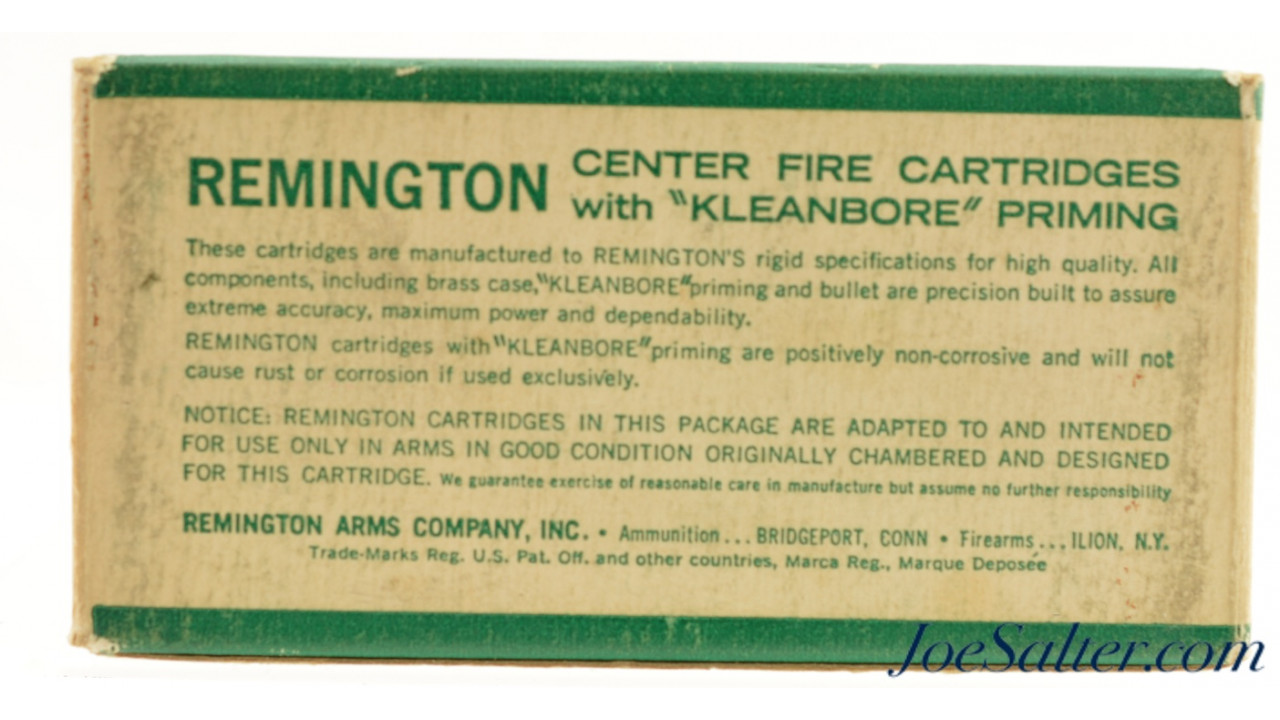 REMINGTON CENTER FIRE CARTRIDGES
with "KLEANBORE" PRIMING
These cartridges are manufactured to REMINGTON'S rigid specifications for high quality. All
components, including brass case,"KLEANBORE"priming and bullet are precision built to assure
extreme accuracy, maximum power and dependability.
REMINGTON cartridges with"KLEANBORE"priming are positively non-corrosive and will not
cause rust or corrosion if used exclusively.
NOTICE: REMINGTON CARTRIDGES IN THIS PACKAGE ARE ADAPTED TO AND INTENDED
FOR USE ONLY IN ARMS IN GOOD CONDITION ORIGINALLY CHAMBERED AND DESIGNED
FOR THIS CARTRIDGE. We guarantee exercise of reasonable care in manufacture but assume no further responsibility
REMINGTON ARMS COMPANY, INC. • Ammunition... BRIDGEPORT, CONN • Firearms... ILION, N.Y.
Trade-Marks Reg. U.S. Pat. Off. and other countries, Marca Reg., Marque Deposée
JoeSalter.com